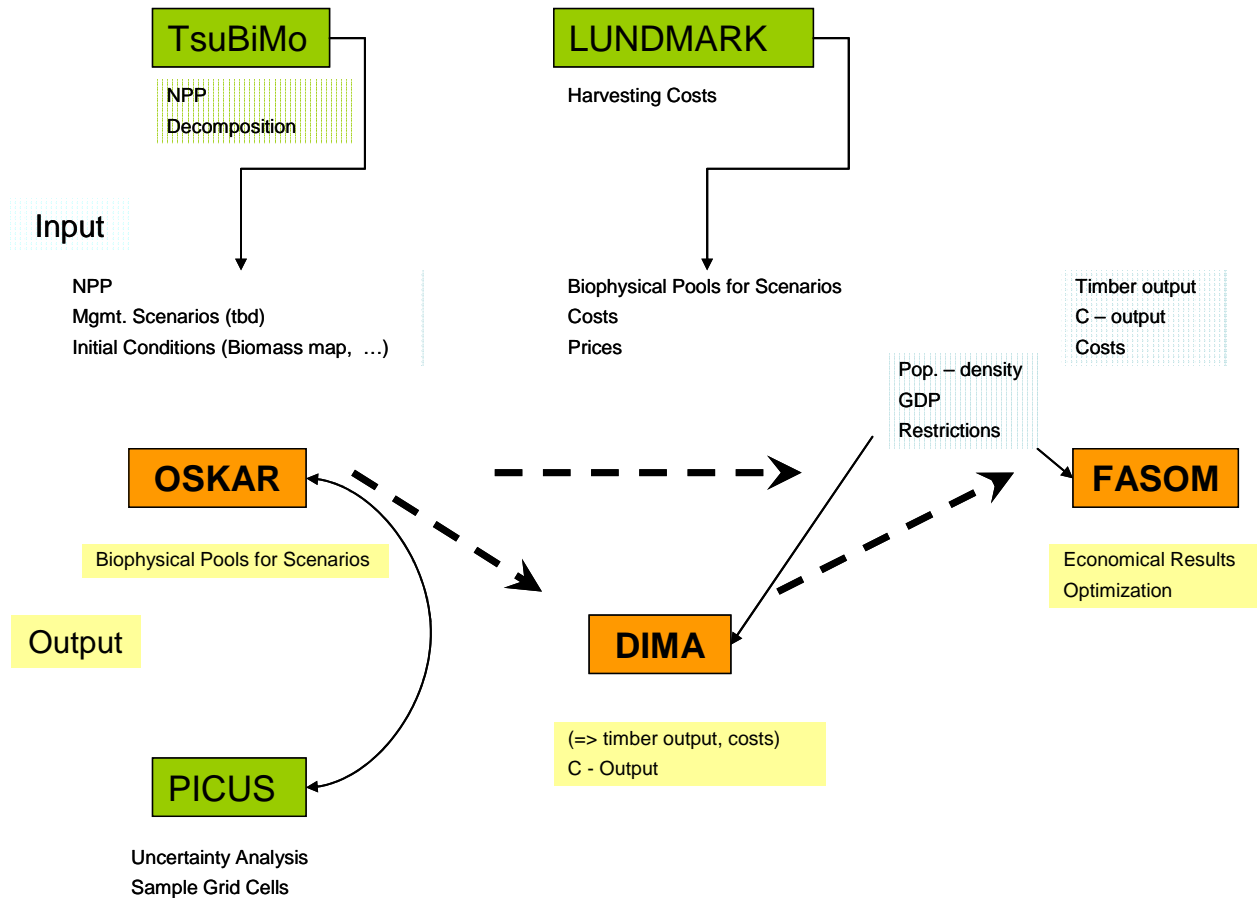 TsuBiMo
LUNDMARK
NPP
Decomposition
Harvesting Costs
Input
NPP
Mgmt. Scenarios (tbd)
Initial Conditions (Biomass map, …)
Biophysical Pools for Scenarios
Costs
Prices
Timber output
C – output
Costs
Pop. – density
GDP
Restrictions
OSKAR
FASOM
Biophysical Pools for Scenarios
Economical Results
Optimization
Output
DIMA
(=> timber output, costs)
C - Output
PICUS
Uncertainty Analysis
Sample Grid Cells